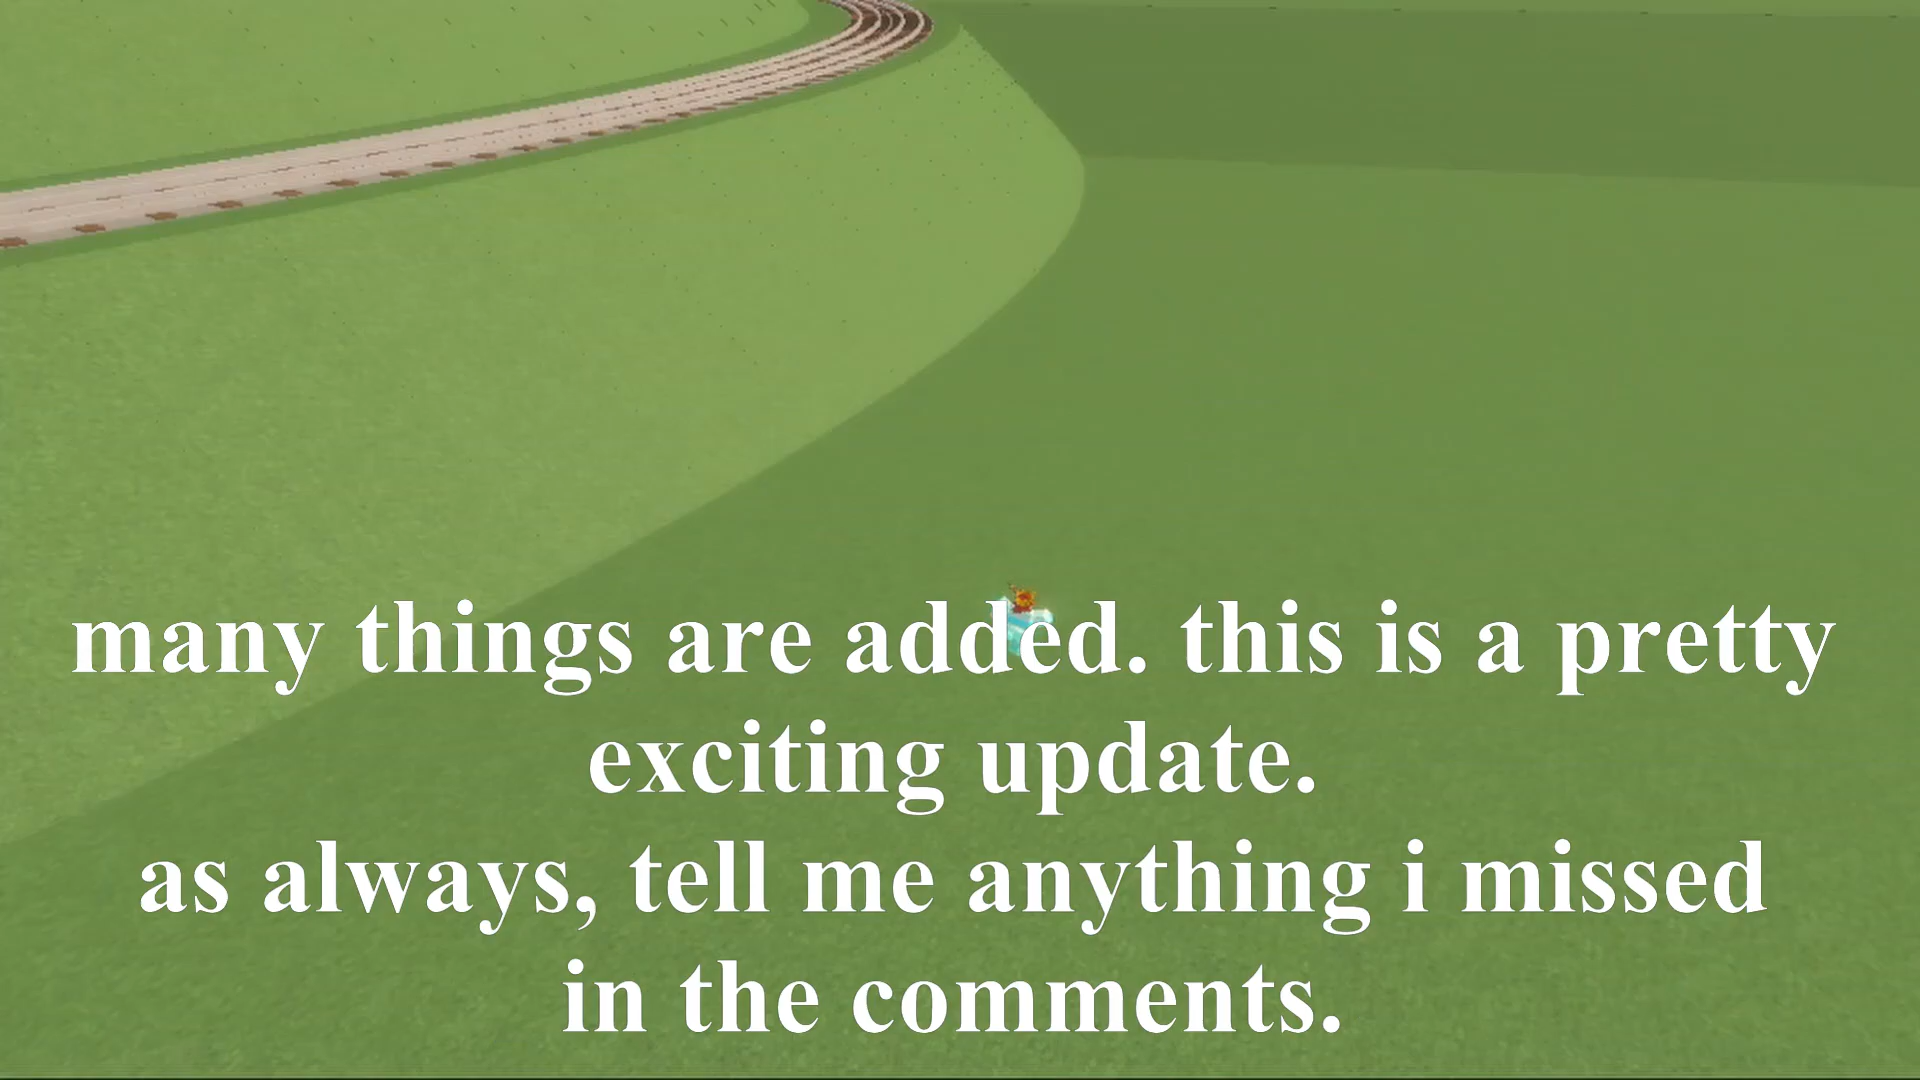 many things are added. this is a pretty
exciting update.
as always, tell me anything i missed
in the comments.